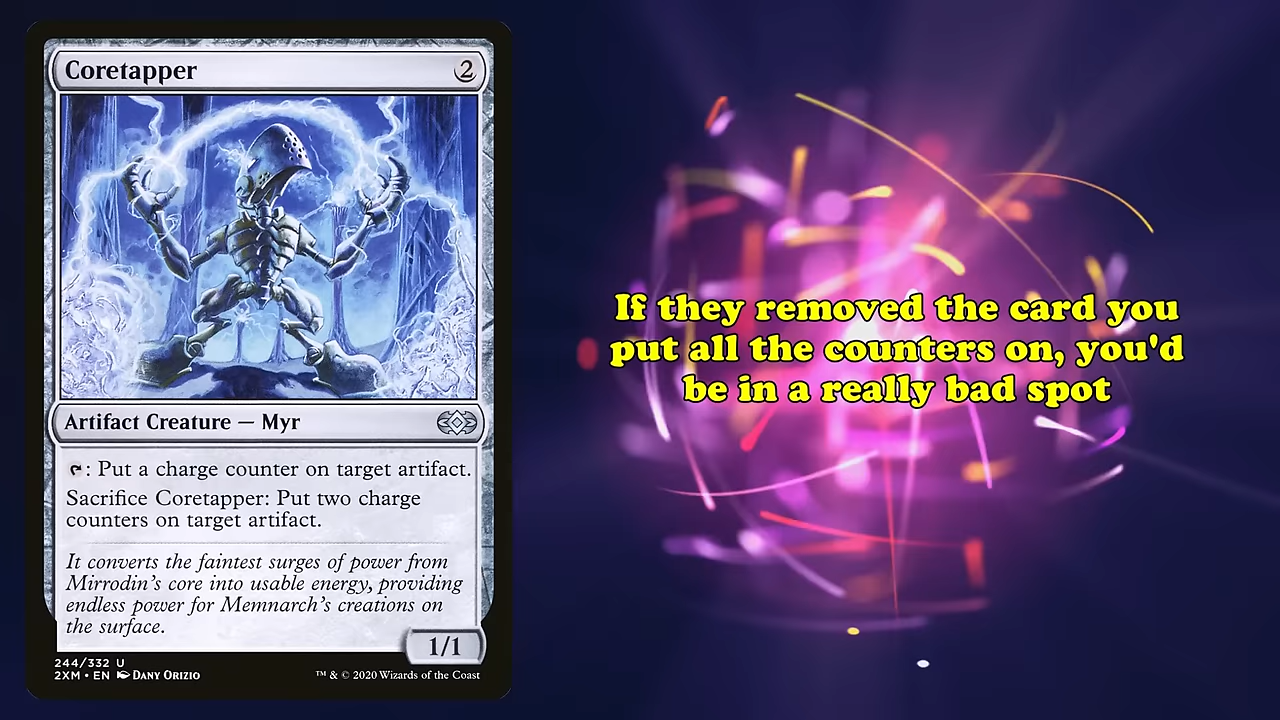 Coretapper
2
Artifact Creature — Myr
: Put a charge counter on target artifact.
Sacrifice Coretapper: Put two charge
counters on target artifact.
It converts the faintest surges of power from
Mirrodin's core into usable energy, providing
endless power for Memnarch's creations on
the surface.
1/1
244/332 U
2XM • EN Dany Orizio
™ & © 2020 Wizards of the Coast
If they removed the card you
put all the counters on, you'd
be in a really bad spot